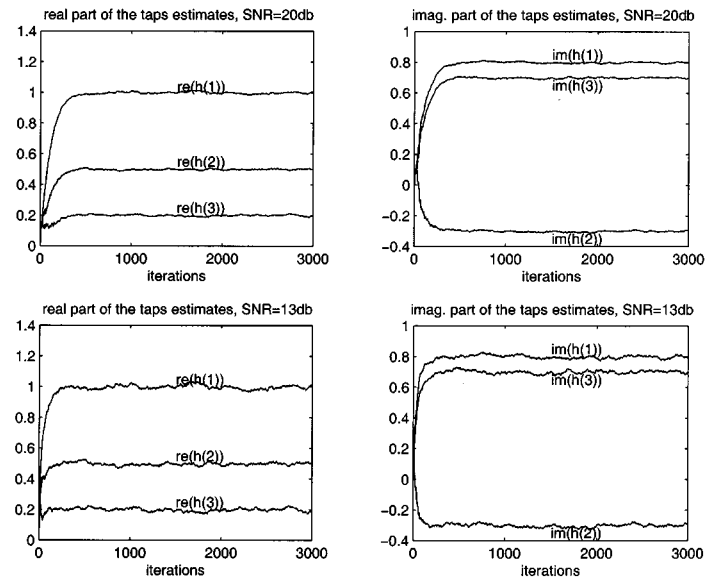 real part of the taps estimates, SNR=20db
1.4
1.2
1
0.8
0.6
0.4
0.2
0
re(h(1))
re(h(2))
re(h(3))
0 1000 2000 3000
iterations
imag. part of the taps estimates, SNR=20db
1
0.8
0.6
0.4
0.2
0
−0.2
−0.4
im(h(1))
im(h(3))
im(h(2))
0 1000 2000 3000
iterations
real part of the taps estimates, SNR=13db
1.4
1.2
1
0.8
0.6
0.4
0.2
0
re(h(1))
re(h(2))
re(h(3))
0 1000 2000 3000
iterations
imag. part of the taps estimates, SNR=13db
1
0.8
0.6
0.4
0.2
0
−0.2
−0.4
im(h(1))
im(h(3))
im(h(2))
0 1000 2000 3000
iterations